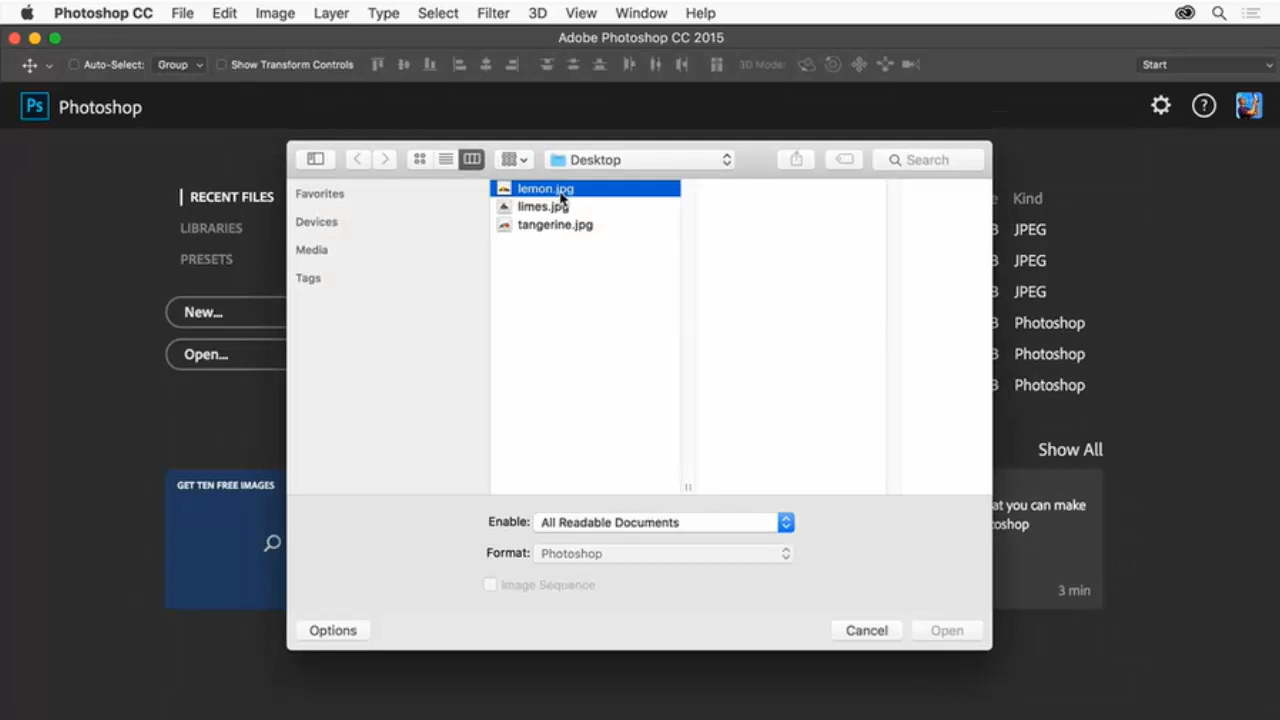 Photoshop CC File Edit Image Layer Type Select Filter 3D View Window Help
Adobe Photoshop CC 2015
Auto-Select: Group Show Transform Controls 3D Mode: Start
Ps Photoshop
Desktop Search
Favorites
Devices
Media
Tags
lemon.jpg
limes.jpg
tangerine.jpg
RECENT FILES
LIBRARIES
PRESETS
New...
Open...
Kind
JPEG
JPEG
JPEG
Photoshop
Photoshop
Photoshop
Show All
GET TEN FREE IMAGES
at you can make
oshop
3 min
Enable: All Readable Documents
Format: Photoshop
Image Sequence
Options Cancel Open